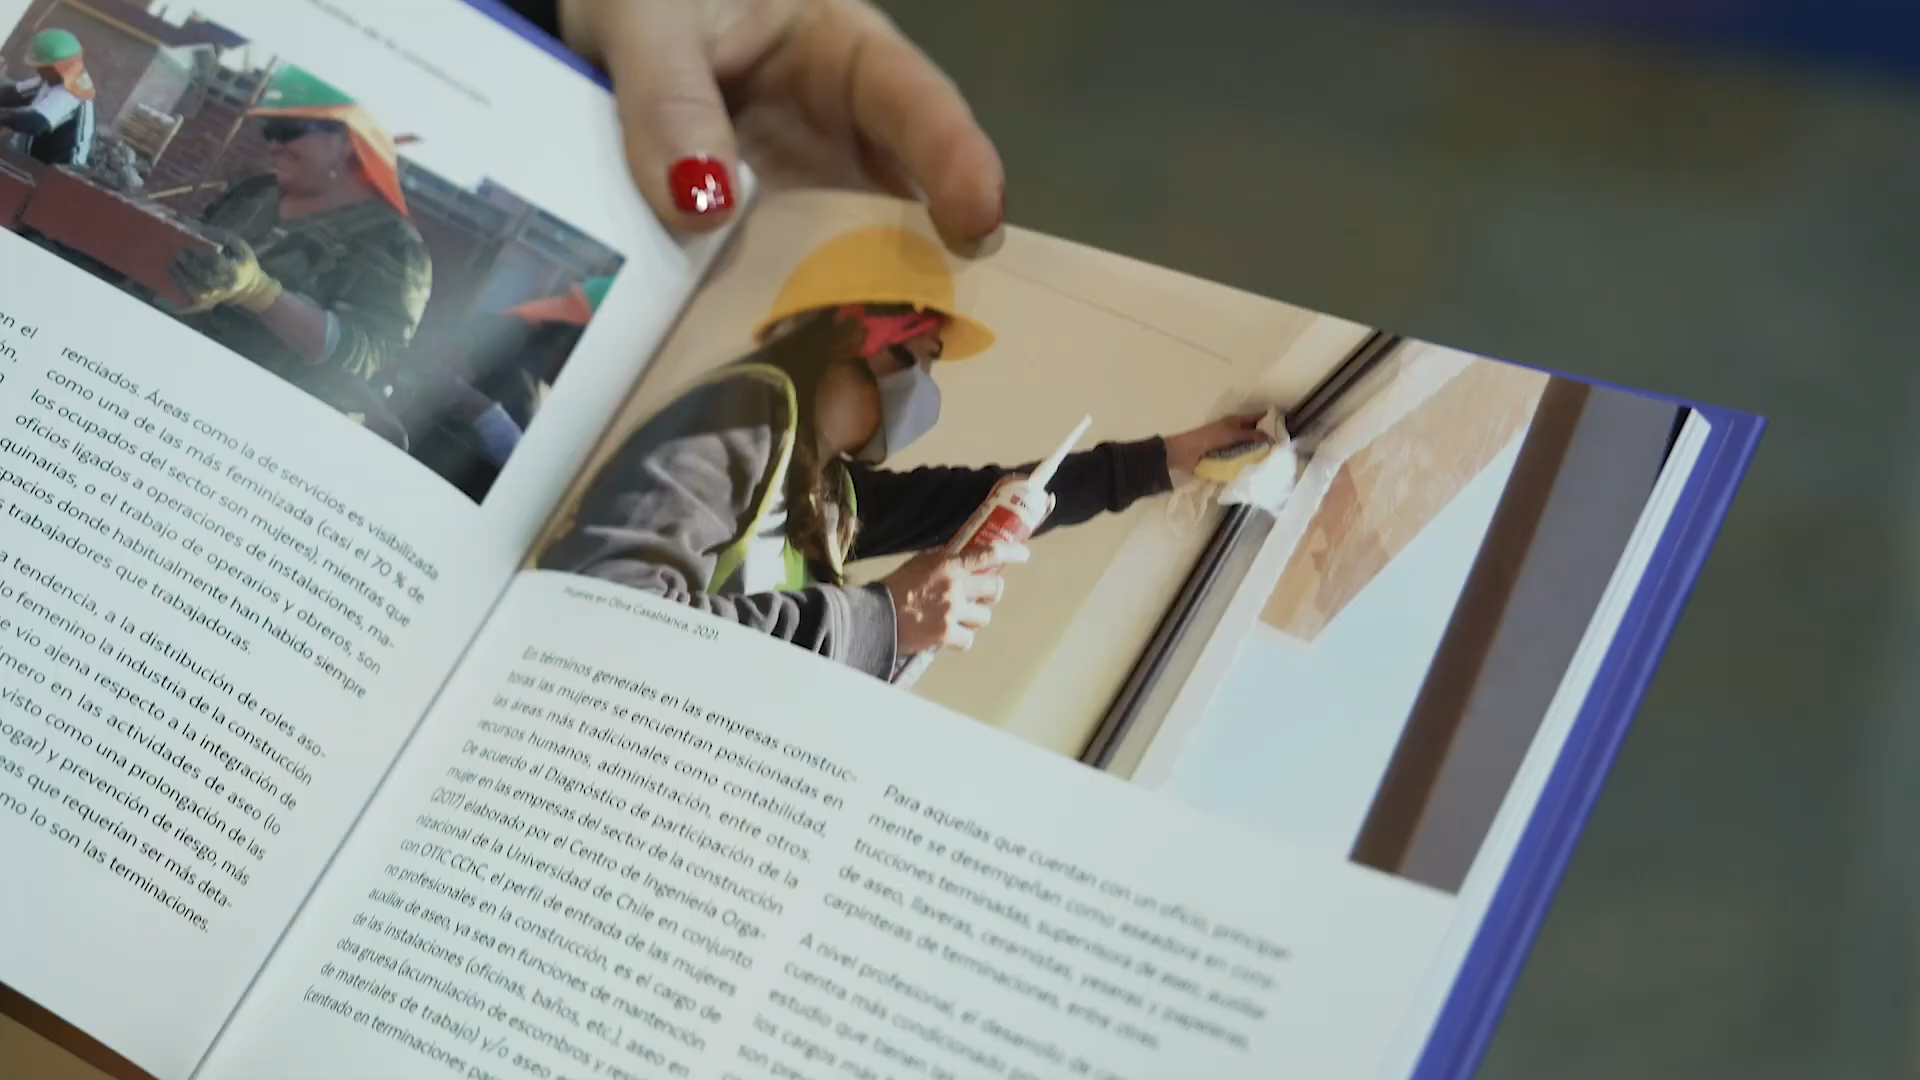 de la construcción
en el
ón,
n
quinarias, o el trabajo de operarios y obreros, son
pacios donde habitualmente han habido siempre
s trabajadores que trabajadoras.
a tendencia, a la distribución de roles aso-
lo femenino la industria de la construcción
e vio ajena respecto a la integración de
mero en las actividades de aseo (lo
visto como una prolongación de las
ogar) y prevención de riesgo, más
eas que requerían ser más deta-
mo lo son las terminaciones.
renciados. Áreas como la de servicios es visibilizada
como una de las más feminizada (casi el 70 % de
los ocupados del sector son mujeres), mientras que
oficios ligados a operaciones de instalaciones, ma-
Mujeres en Obra Casablanca, 2021.
En términos generales en las empresas construc-
toras las mujeres se encuentran posicionadas en
las áreas más tradicionales como contabilidad,
recursos humanos, administración, entre otros.
De acuerdo al Diagnóstico de participación de la
mujer en las empresas del sector de la construcción
(2017) elaborado por el Centro de Ingeniería Orga-
nizacional de la Universidad de Chile en conjunto
con OTIC CChC, el perfil de entrada de las mujeres
no profesionales en la construcción, es el cargo de
auxiliar de aseo, ya sea en funciones de mantención
de las instalaciones (oficinas, baños, etc.), aseo en
obra gruesa (acumulación de escombros y
de materiales de trabajo) y/o aseo
(centrado en terminaciones
Para aquellas que cuentan con un oficio, principal-
mente se desempeñan como aseadora en cons-
trucciones terminadas, supervisora de aseo, auxiliar
de aseo, llaveras, ceramistas, yeseras y papeleras,
carpinteras de terminaciones, entre otras.
A nivel profesional, el desarrollo de
cuentra más condicionado
estudio que tienen
los cargos más
son